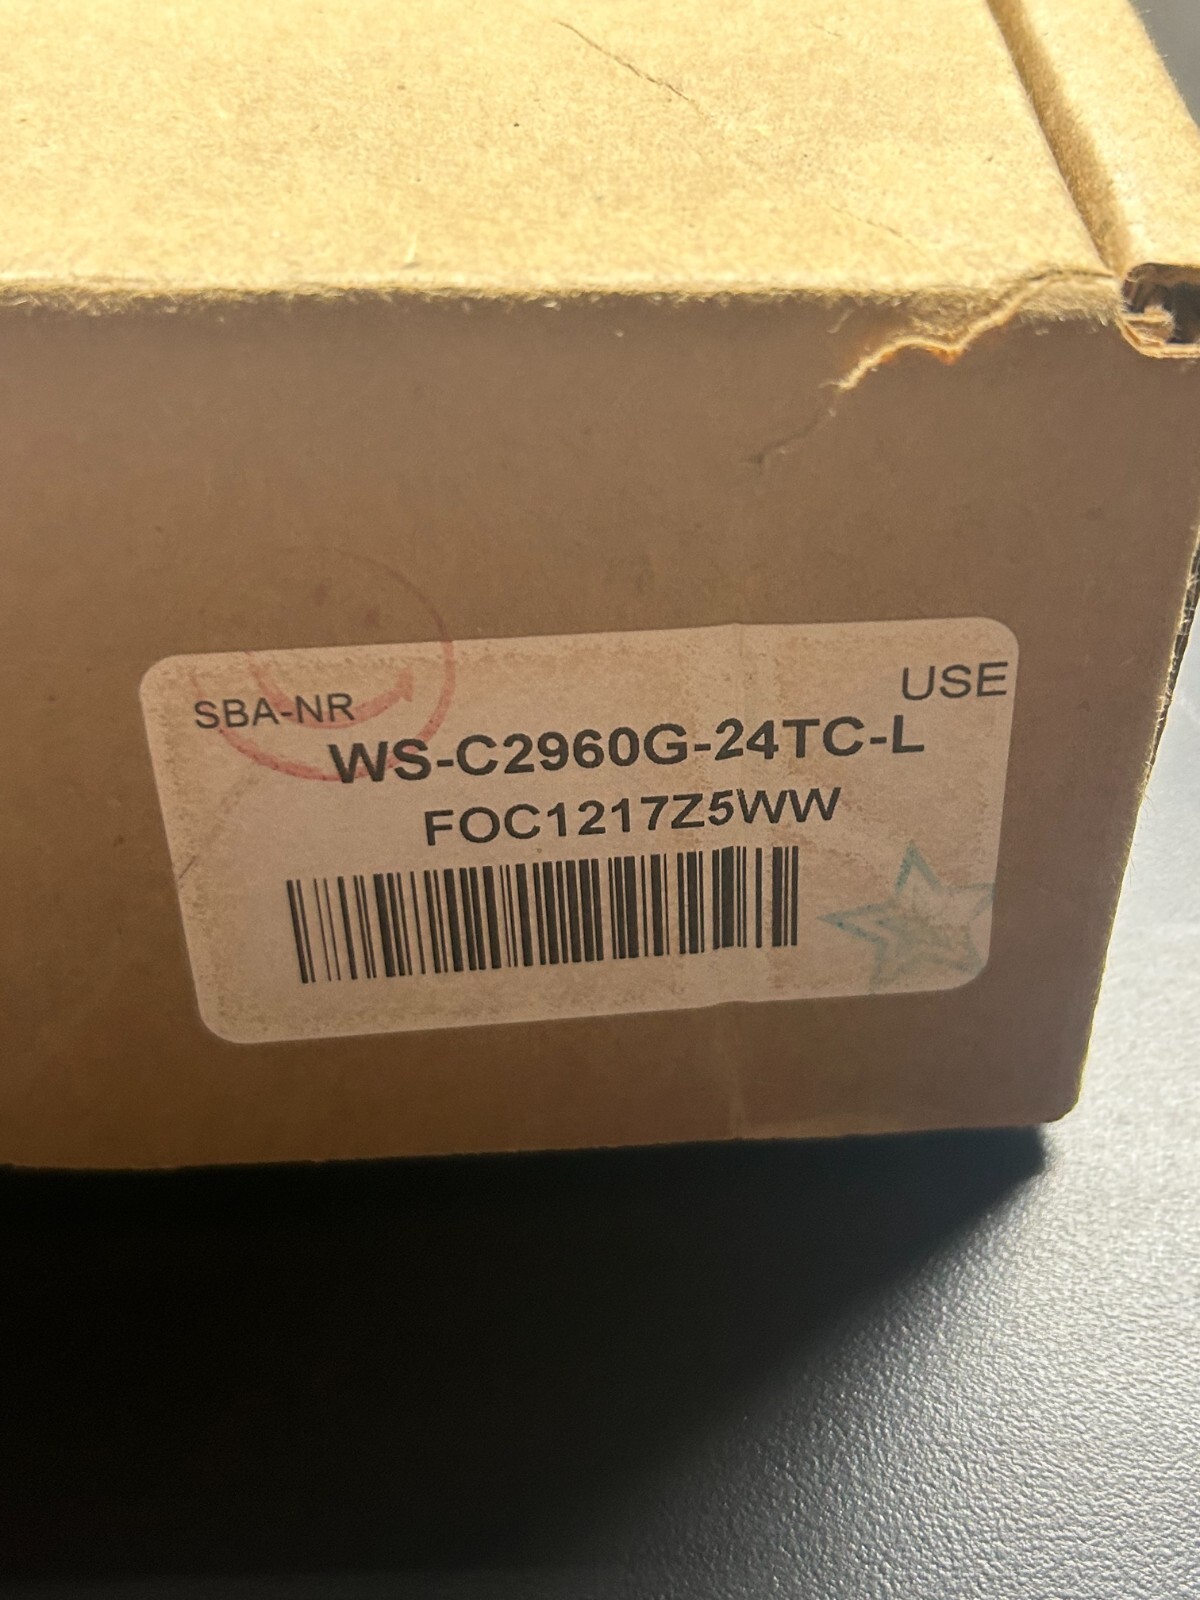 USE
SBA-NR
WS-C2960G-24TC-L
FOC1217Z5WW